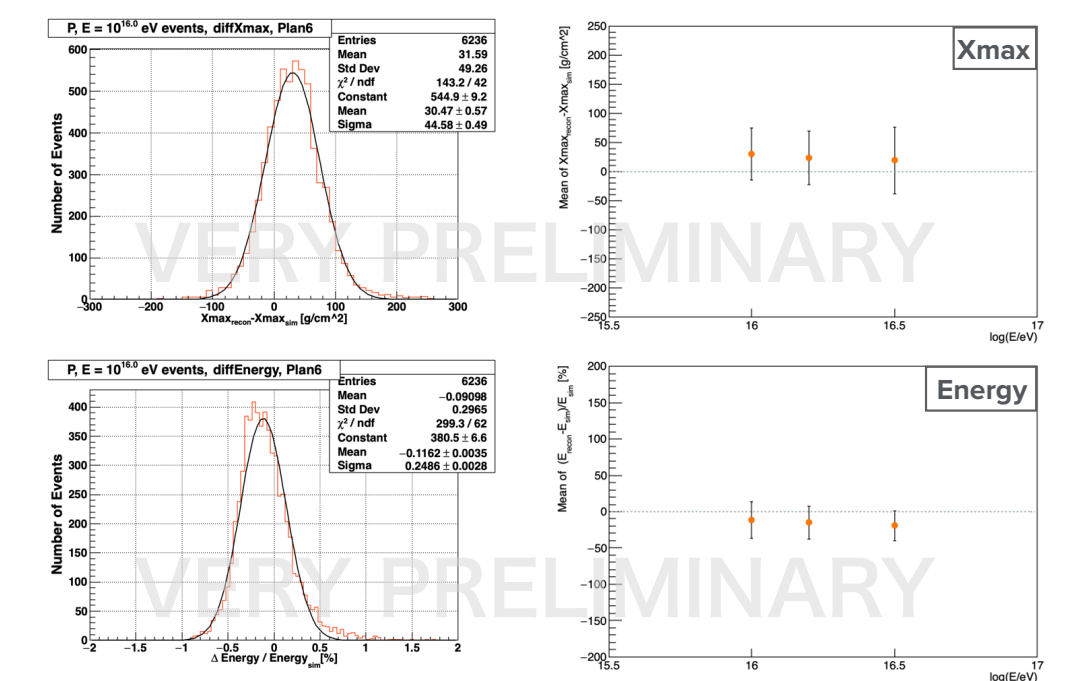 P, E = 10^16.0 eV events, diffXmax, Plan6
Entries 6236
Mean 31.59
Std Dev 49.26
χ² / ndf 143.2 / 42
Constant 544.9 ± 9.2
Mean 30.47 ± 0.57
Sigma 44.58 ± 0.49
Number of Events
600
500
400
300
200
100
0
−300 −200 −100 0 100 200 300
Xmax_recon-Xmax_sim [g/cm^2]
Xmax
Mean of Xmax_recon-Xmax_sim [g/cm^2]
250
200
150
100
50
0
−50
−100
−150
−200
−250
15.5 16 16.5 17
log(E/eV)
VERY PRELIMINARY
P, E = 10^16.0 eV events, diffEnergy, Plan6
Entries 6236
Mean −0.09098
Std Dev 0.2965
χ² / ndf 299.3 / 62
Constant 380.5 ± 6.6
Mean −0.1162 ± 0.0035
Sigma 0.2486 ± 0.0028
Number of Events
400
350
300
250
200
150
100
50
0
−2 −1.5 −1 −0.5 0 0.5 1 1.5 2
Δ Energy / Energy_sim[%]
Energy
Mean of (E_recon-E_sim)/E_sim [%]
200
150
100
50
0
−50
−100
−150
−200
15.5 16 16.5 17
log(E/eV)
VERY PRELIMINARY